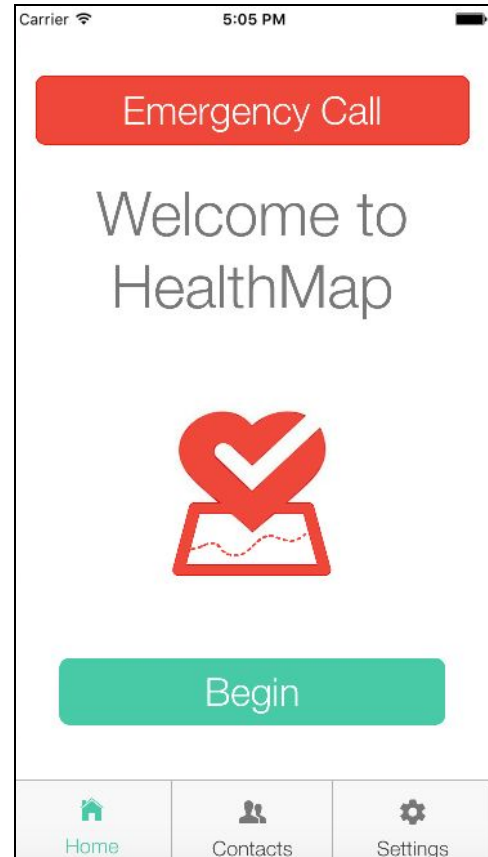 Carrier 5:05 PM
Emergency Call
Welcome to
HealthMap
Begin
Home Contacts Settings